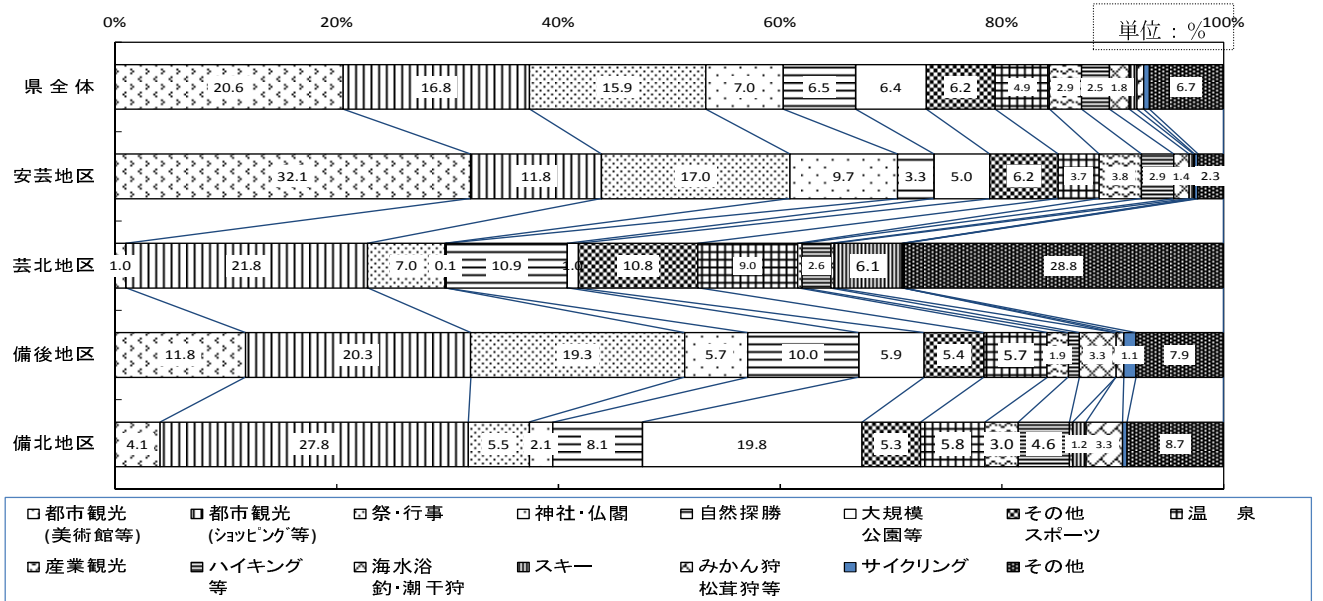 0% 20% 40% 60% 80% 100%
単位：%
県全体 20.6 16.8 15.9 7.0 6.5 6.4 6.2 4.9 2.9 2.5 1.8 6.7
安芸地区 32.1 11.8 17.0 9.7 3.3 5.0 6.2 3.7 3.8 2.9 1.4 2.3
芸北地区 1.0 21.8 7.0 0.1 10.9 1.0 10.8 9.0 2.6 6.1 28.8
備後地区 11.8 20.3 19.3 5.7 10.0 5.9 5.4 5.7 1.9 3.3 1.1 7.9
備北地区 4.1 27.8 5.5 2.1 8.1 19.8 5.3 5.8 3.0 4.6 1.2 3.3 8.7
都市観光 都市観光 祭・行事 神社・仏閣 自然探勝 大規模 その他 温　泉
(美術館等) (ｼｮｯﾋﾟﾝｸﾞ等) 公園等 スポーツ
産業観光 ハイキング 海水浴 スキー みかん狩 サイクリング その他
等 釣・潮干狩 松茸狩等